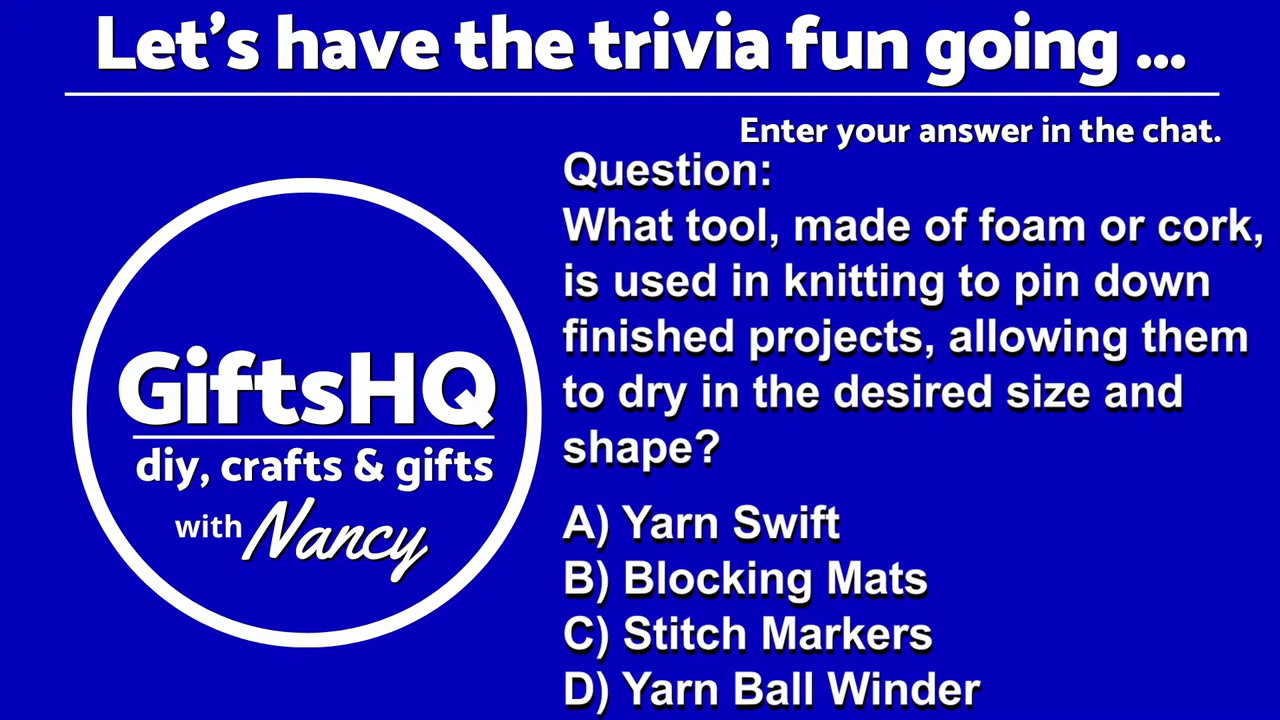 Let's have the trivia fun going ...
Enter your answer in the chat.
Question:
What tool, made of foam or cork,
is used in knitting to pin down
finished projects, allowing them
to dry in the desired size and
shape?
A) Yarn Swift
B) Blocking Mats
C) Stitch Markers
D) Yarn Ball Winder
GiftsHQ
diy, crafts & gifts
with Nancy